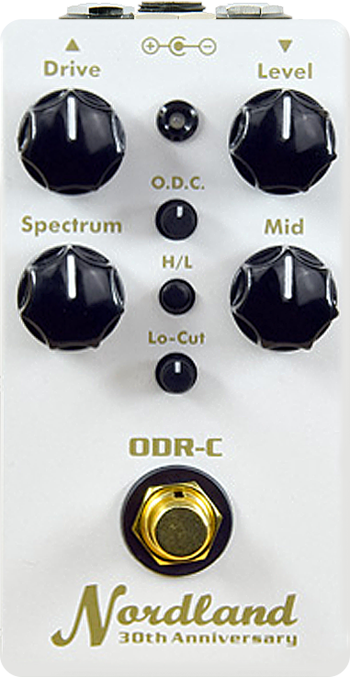 Drive
Level
O.D.C.
Spectrum
Mid
H/L
Lo-Cut
ODR-C
Nordland
30th Anniversary